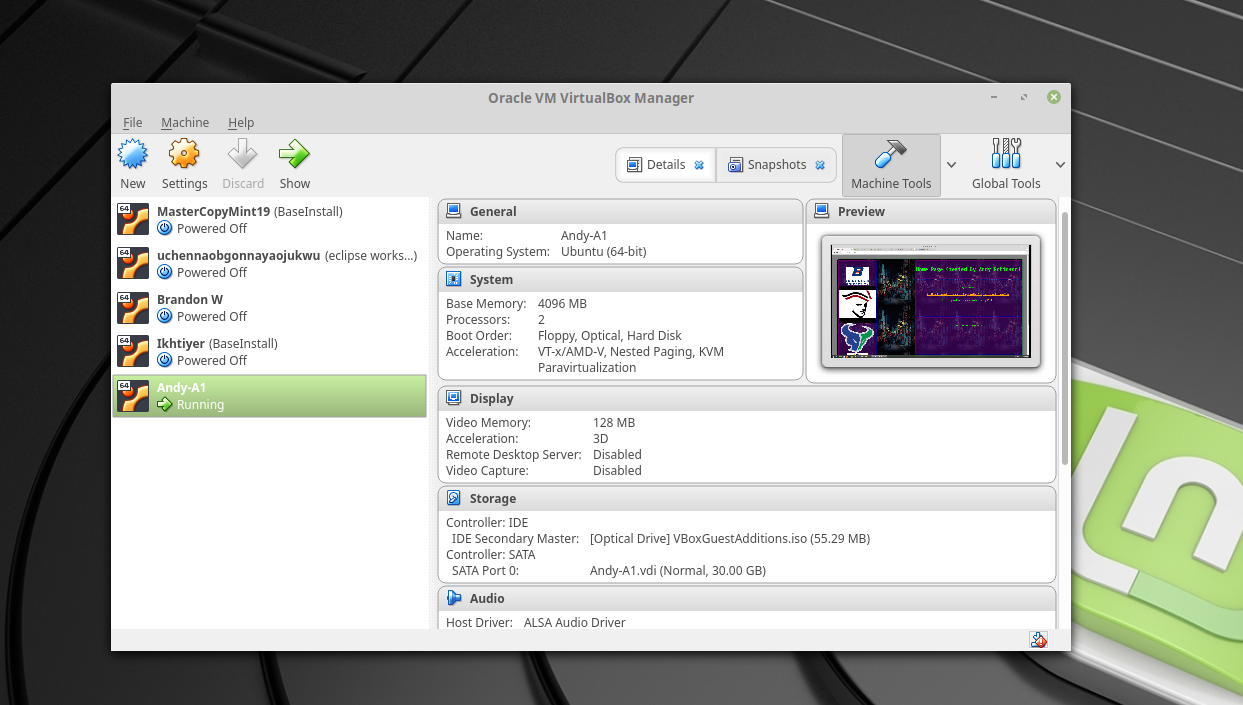 Oracle VM VirtualBox Manager
File Machine Help
New Settings Discard Show
Details Snapshots Machine Tools Global Tools
64 MasterCopyMint19 (BaseInstall)
Powered Off
64 uchennaobgonnayaojukwu (eclipse works...)
Powered Off
64 Brandon W
Powered Off
64 Ikhtiyer (BaseInstall)
Powered Off
64 Andy-A1
Running
General
Name: Andy-A1
Operating System: Ubuntu (64-bit)
System
Base Memory: 4096 MB
Processors: 2
Boot Order: Floppy, Optical, Hard Disk
Acceleration: VT-x/AMD-V, Nested Paging, KVM
Paravirtualization
Preview
Home Page Created By Andy Robinson
Display
Video Memory: 128 MB
Acceleration: 3D
Remote Desktop Server: Disabled
Video Capture: Disabled
Storage
Controller: IDE
IDE Secondary Master: [Optical Drive] VBoxGuestAdditions.iso (55.29 MB)
Controller: SATA
SATA Port 0: Andy-A1.vdi (Normal, 30.00 GB)
Audio
Host Driver: ALSA Audio Driver